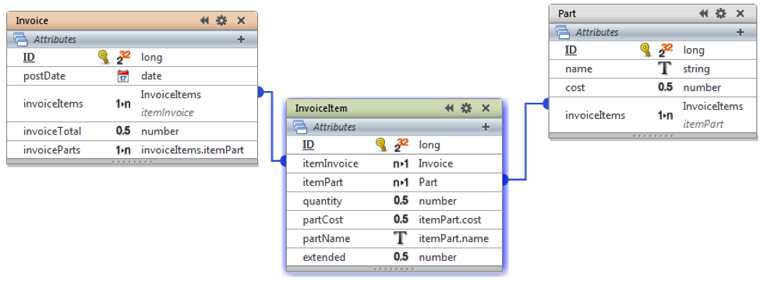 Invoice
Attributes
ID 32 2 long
postDate 17 date
invoiceItems 1▸n InvoiceItems
itemInvoice
invoiceTotal 0.5 number
invoiceParts 1▸n invoiceItems.itemPart
InvoiceItem
Attributes
ID 32 2 long
itemInvoice n▸1 Invoice
itemPart n▸1 Part
quantity 0.5 number
partCost 0.5 itemPart.cost
partName T itemPart.name
extended 0.5 number
Part
Attributes
ID 32 2 long
name T string
cost 0.5 number
invoiceItems 1▸n InvoiceItems
itemPart